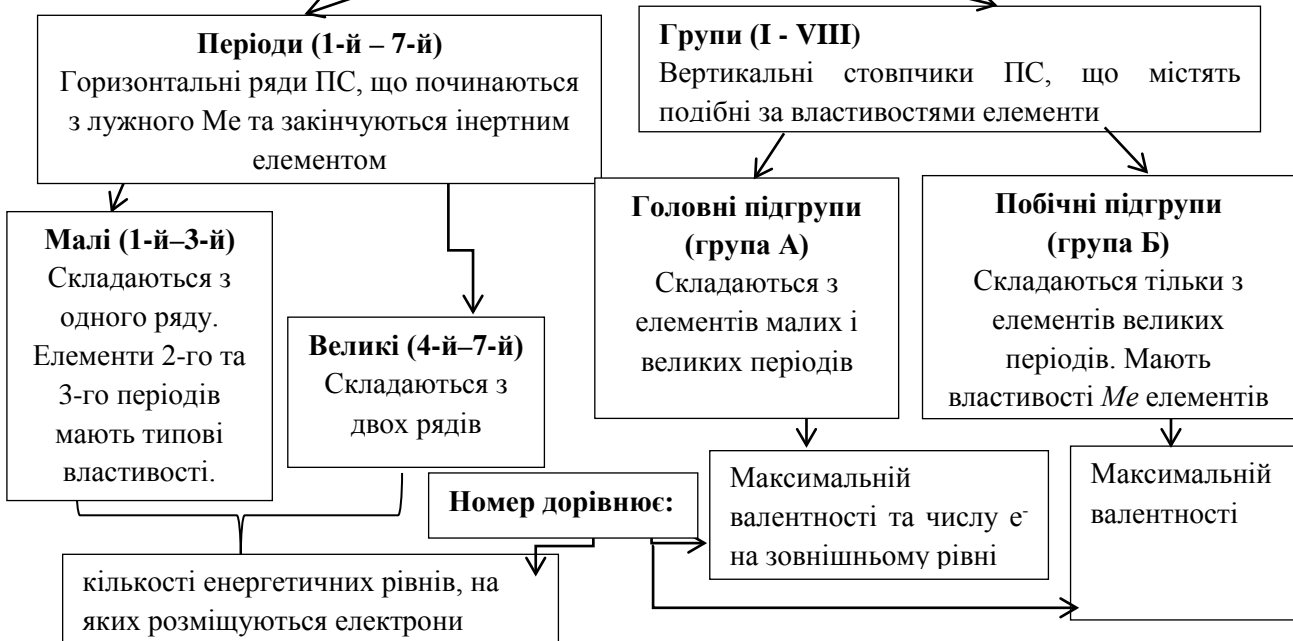 Періоди (1-й – 7-й)
Горизонтальні ряди ПС, що починаються
з лужного Ме та закінчуються інертним
елементом
Групи (I - VIII)
Вертикальні стовпчики ПС, що містять
подібні за властивостями елементи
Малі (1-й–3-й)
Складаються з
одного ряду.
Елементи 2-го та
3-го періодів
мають типові
властивості.
Великі (4-й–7-й)
Складаються з
двох рядів
Головні підгрупи
(група А)
Складаються з
елементів малих і
великих періодів
Побічні підгрупи
(група Б)
Складаються тільки з
елементів великих
періодів. Мають
властивості Ме елементів
Номер дорівнює:
Максимальній
валентності та числу е⁻
на зовнішньому рівні
Максимальній
валентності
кількості енергетичних рівнів, на
яких розміщуються електрони